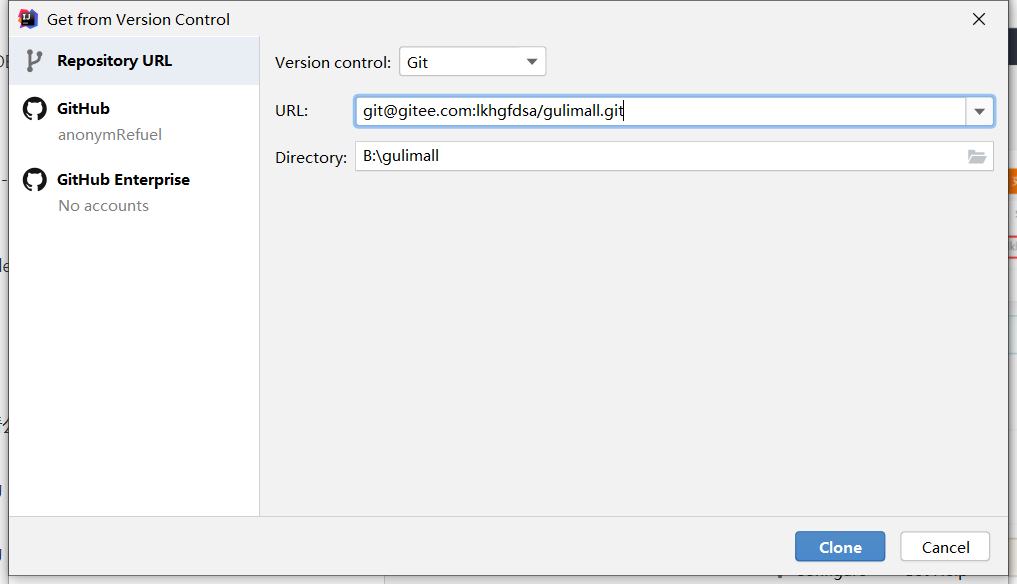 Get from Version Control
Repository URL
GitHub
anonymRefuel
GitHub Enterprise
No accounts
Version control: Git
URL: git@gitee.com:lkhgfdsa/gulimall.git
Directory: B:\gulimall
Clone Cancel